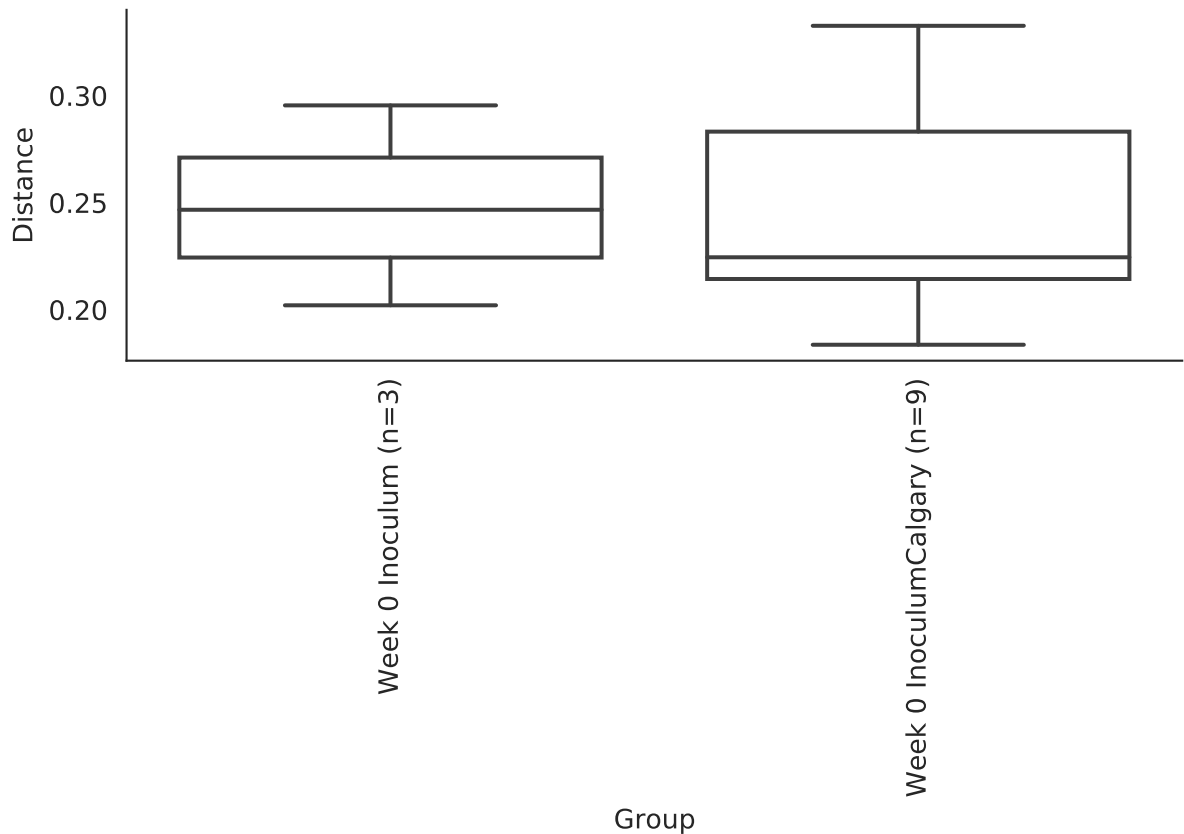 Distance
0.30
0.25
0.20
Week 0 Inoculum (n=3)
Week 0 InoculumCalgary (n=9)
Group